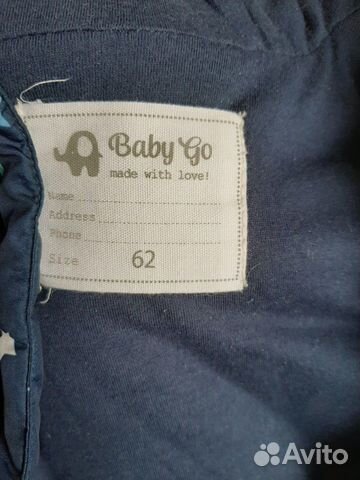 Baby Go
made with love!
Name
Address
Phone
Size 62
Avito